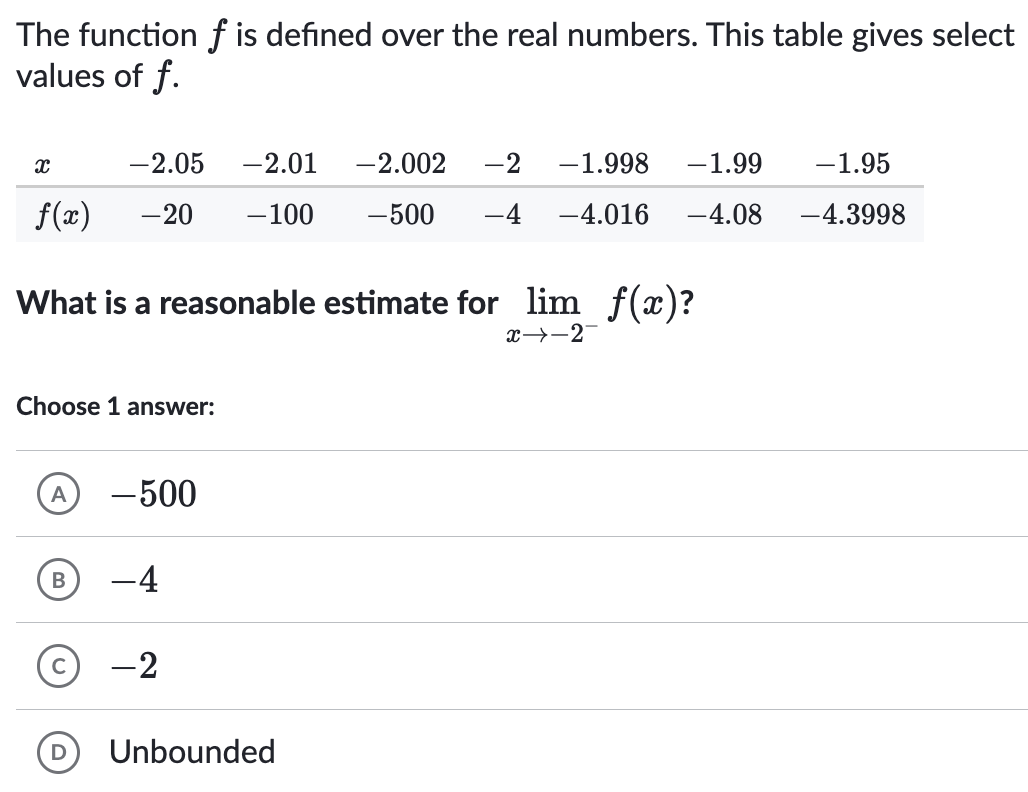 The function f is defined over the real numbers. This table gives select
values of f.
x −2.05 −2.01 −2.002 −2 −1.998 −1.99 −1.95
f(x) −20 −100 −500 −4 −4.016 −4.08 −4.3998
What is a reasonable estimate for lim f(x)?
x→−2⁻
Choose 1 answer:
A −500
B −4
C −2
D Unbounded